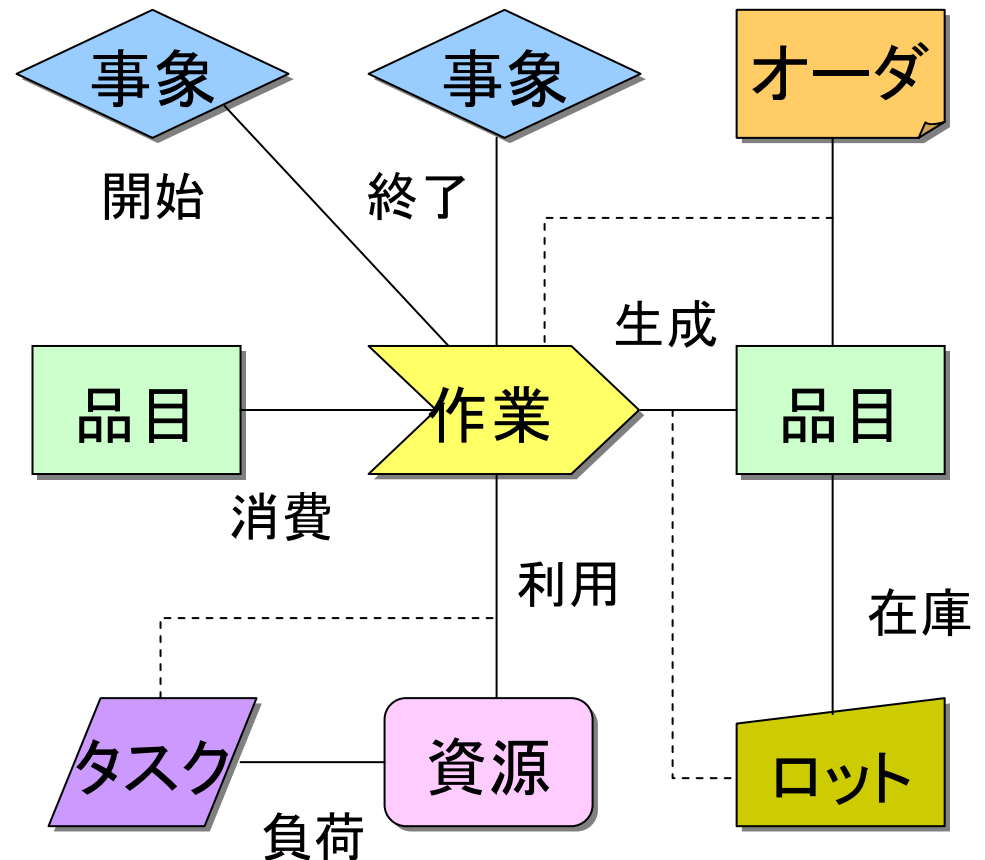 事象
事象
オーダ
開始
終了
生成
品目
作業
品目
消費
利用
在庫
タスク
資源
ロット
負荷